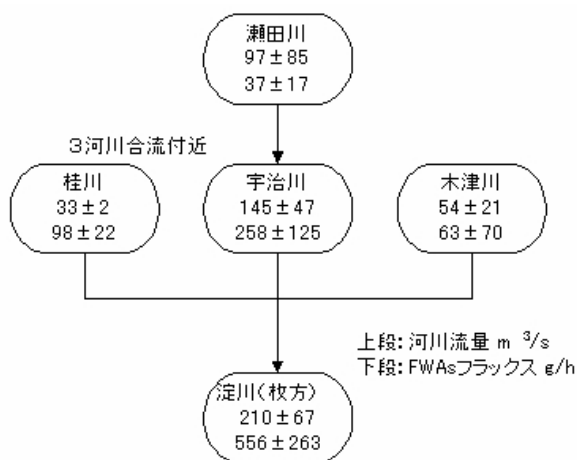 瀬田川
97±85
37±17
3河川合流付近
桂川
33±2
98±22
宇治川
145±47
258±125
木津川
54±21
63±70
上段:河川流量 m ³/s
下段:FWAsフラックス g/h
淀川(枚方)
210±67
556±263